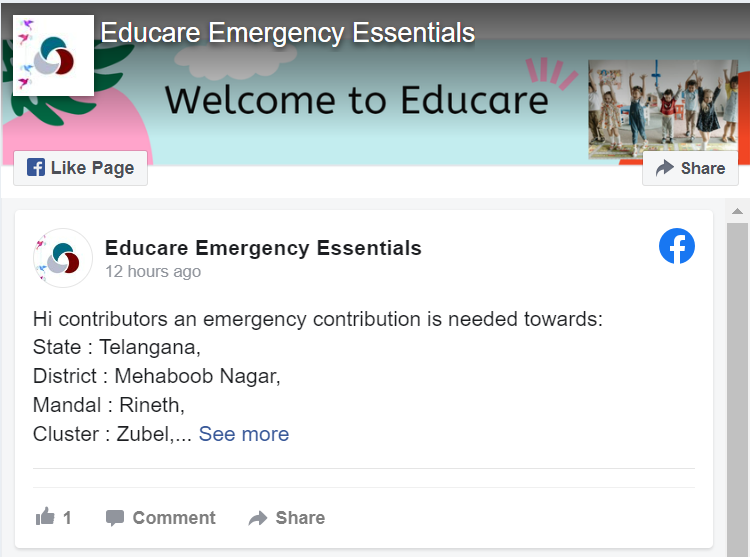 Educare Emergency Essentials
Welcome to Educare
Like Page
Share
Educare Emergency Essentials
12 hours ago
Hi contributors an emergency contribution is needed towards:
State : Telangana,
District : Mehaboob Nagar,
Mandal : Rineth,
Cluster : Zubel,... See more
1 Comment Share